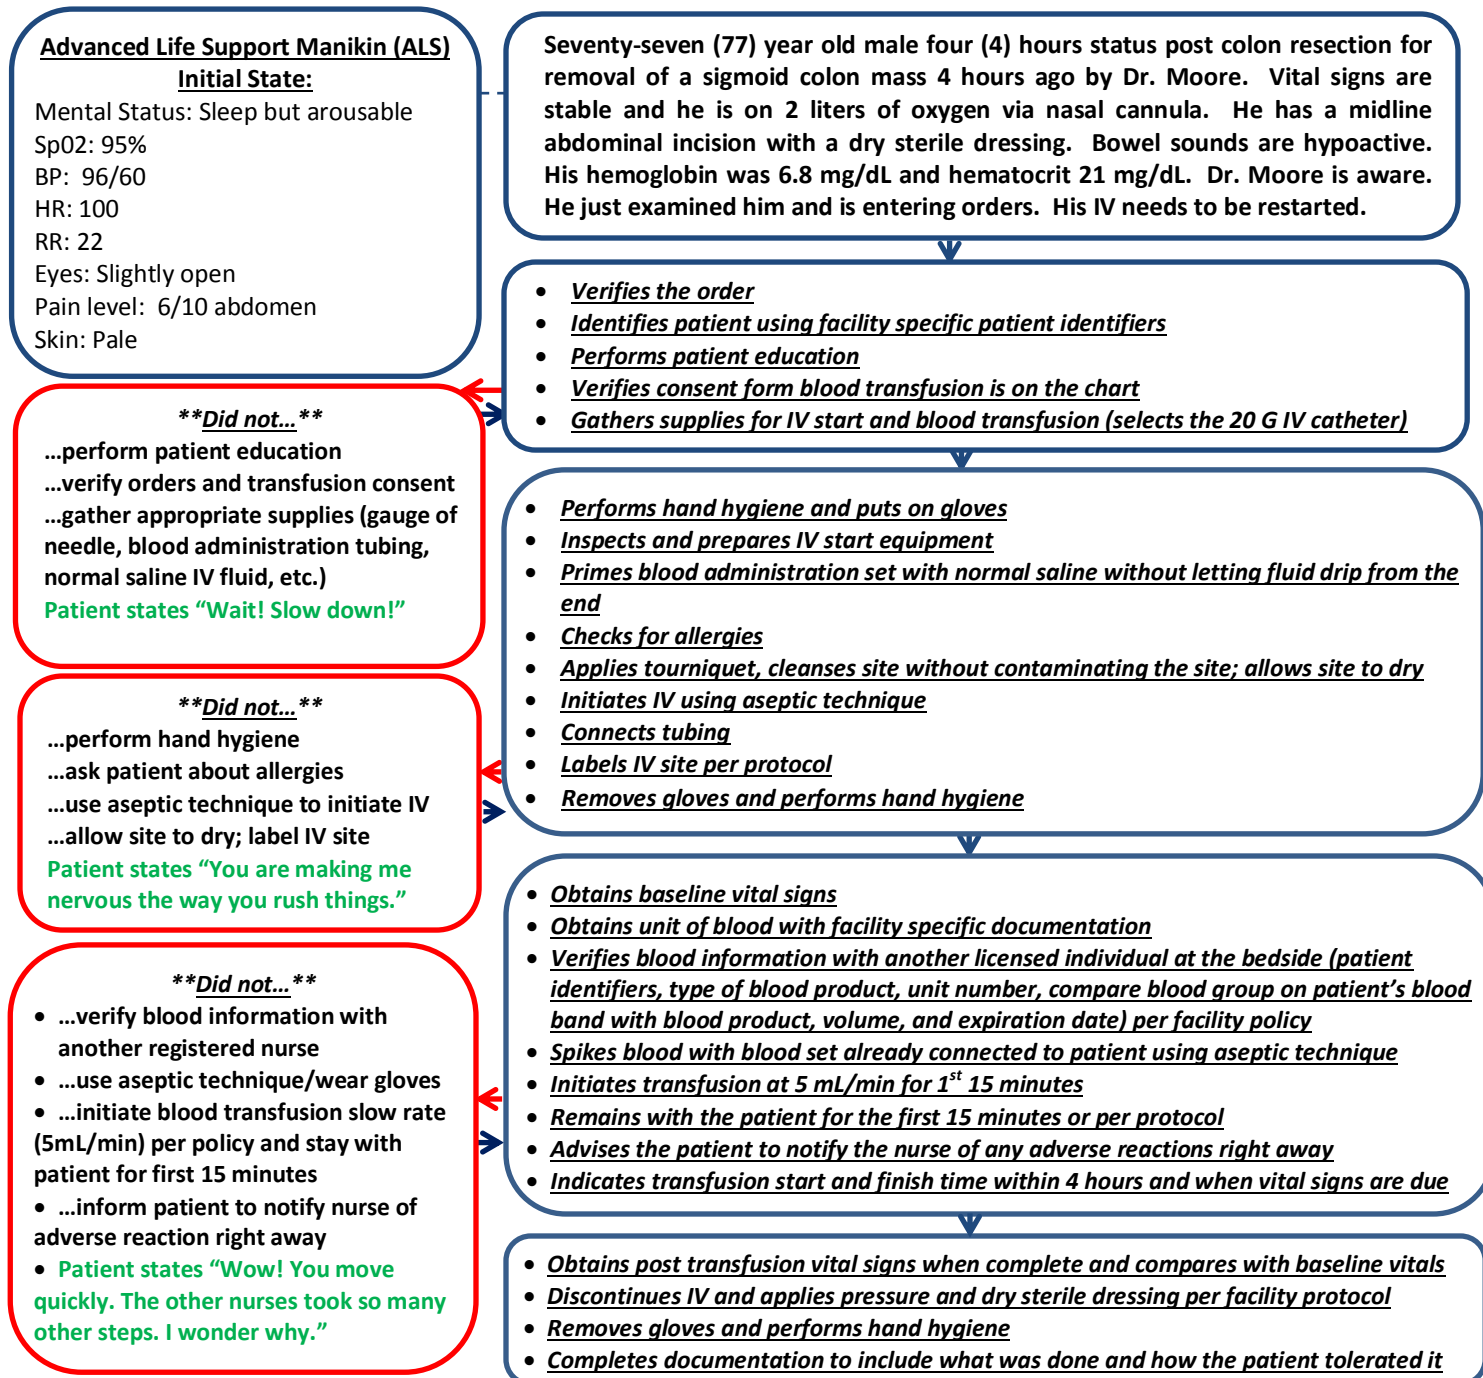 Advanced Life Support Manikin (ALS)
Initial State:
Mental Status: Sleep but arousable
Sp02: 95%
BP:  96/60
HR: 100
RR: 22
Eyes: Slightly open
Pain level:  6/10 abdomen
Skin: Pale
Seventy-seven (77) year old male four (4) hours status post colon resection for
removal of a sigmoid colon mass 4 hours ago by Dr. Moore.  Vital signs are
stable and he is on 2 liters of oxygen via nasal cannula.  He has a midline
abdominal incision with a dry sterile dressing.  Bowel sounds are hypoactive.
His hemoglobin was 6.8 mg/dL and hematocrit 21 mg/dL.  Dr. Moore is aware.
He just examined him and is entering orders.  His IV needs to be restarted.
• Verifies the order
• Identifies patient using facility specific patient identifiers
• Performs patient education
• Verifies consent form blood transfusion is on the chart
• Gathers supplies for IV start and blood transfusion (selects the 20 G IV catheter)
**Did not…**
…perform patient education
…verify orders and transfusion consent
…gather appropriate supplies (gauge of
needle, blood administration tubing,
normal saline IV fluid, etc.)
Patient states “Wait! Slow down!”
• Performs hand hygiene and puts on gloves
• Inspects and prepares IV start equipment
• Primes blood administration set with normal saline without letting fluid drip from the
end
• Checks for allergies
• Applies tourniquet, cleanses site without contaminating the site; allows site to dry
• Initiates IV using aseptic technique
• Connects tubing
• Labels IV site per protocol
• Removes gloves and performs hand hygiene
**Did not…**
…perform hand hygiene
…ask patient about allergies
…use aseptic technique to initiate IV
…allow site to dry; label IV site
Patient states “You are making me
nervous the way you rush things.”
• Obtains baseline vital signs
• Obtains unit of blood with facility specific documentation
• Verifies blood information with another licensed individual at the bedside (patient
identifiers, type of blood product, unit number, compare blood group on patient’s blood
band with blood product, volume, and expiration date) per facility policy
• Spikes blood with blood set already connected to patient using aseptic technique
• Initiates transfusion at 5 mL/min for 1st 15 minutes
• Remains with the patient for the first 15 minutes or per protocol
• Advises the patient to notify the nurse of any adverse reactions right away
• Indicates transfusion start and finish time within 4 hours and when vital signs are due
**Did not…**
• …verify blood information with
another registered nurse
• …use aseptic technique/wear gloves
• …initiate blood transfusion slow rate
(5mL/min) per policy and stay with
patient for first 15 minutes
• …inform patient to notify nurse of
adverse reaction right away
• Patient states “Wow! You move
quickly. The other nurses took so many
other steps. I wonder why.”
• Obtains post transfusion vital signs when complete and compares with baseline vitals
• Discontinues IV and applies pressure and dry sterile dressing per facility protocol
• Removes gloves and performs hand hygiene
• Completes documentation to include what was done and how the patient tolerated it